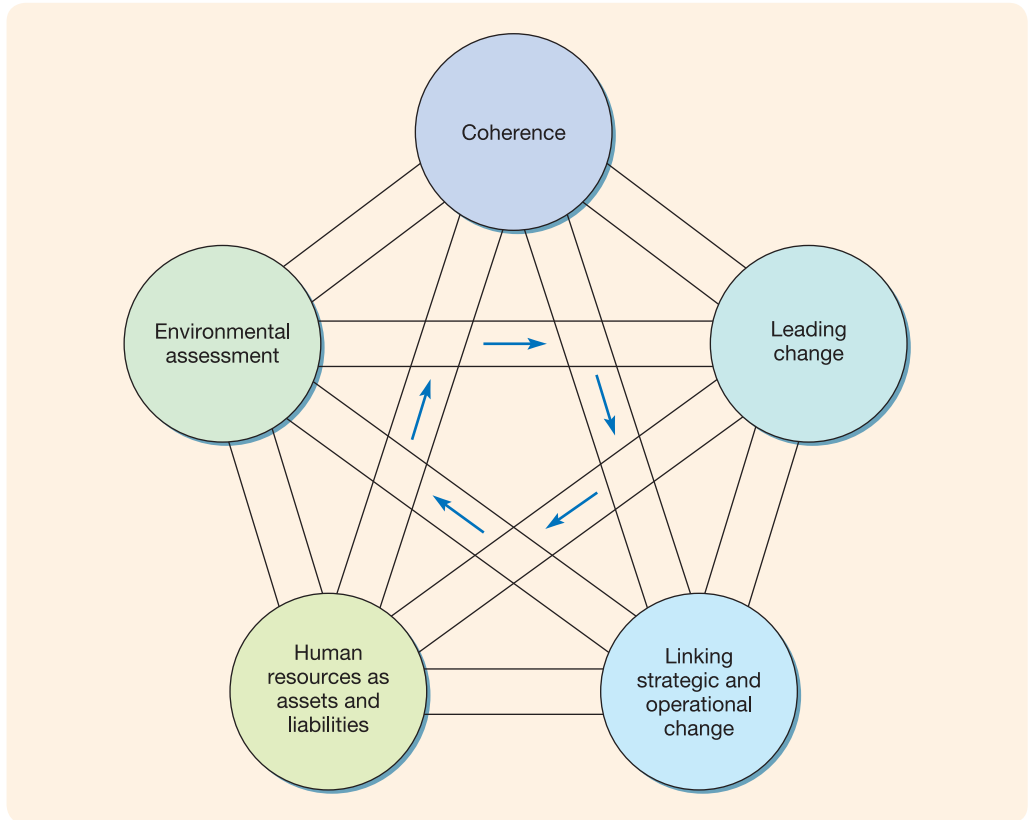 Coherence
Environmental
assessment
Leading
change
Human
resources as
assets and
liabilities
Linking
strategic and
operational
change